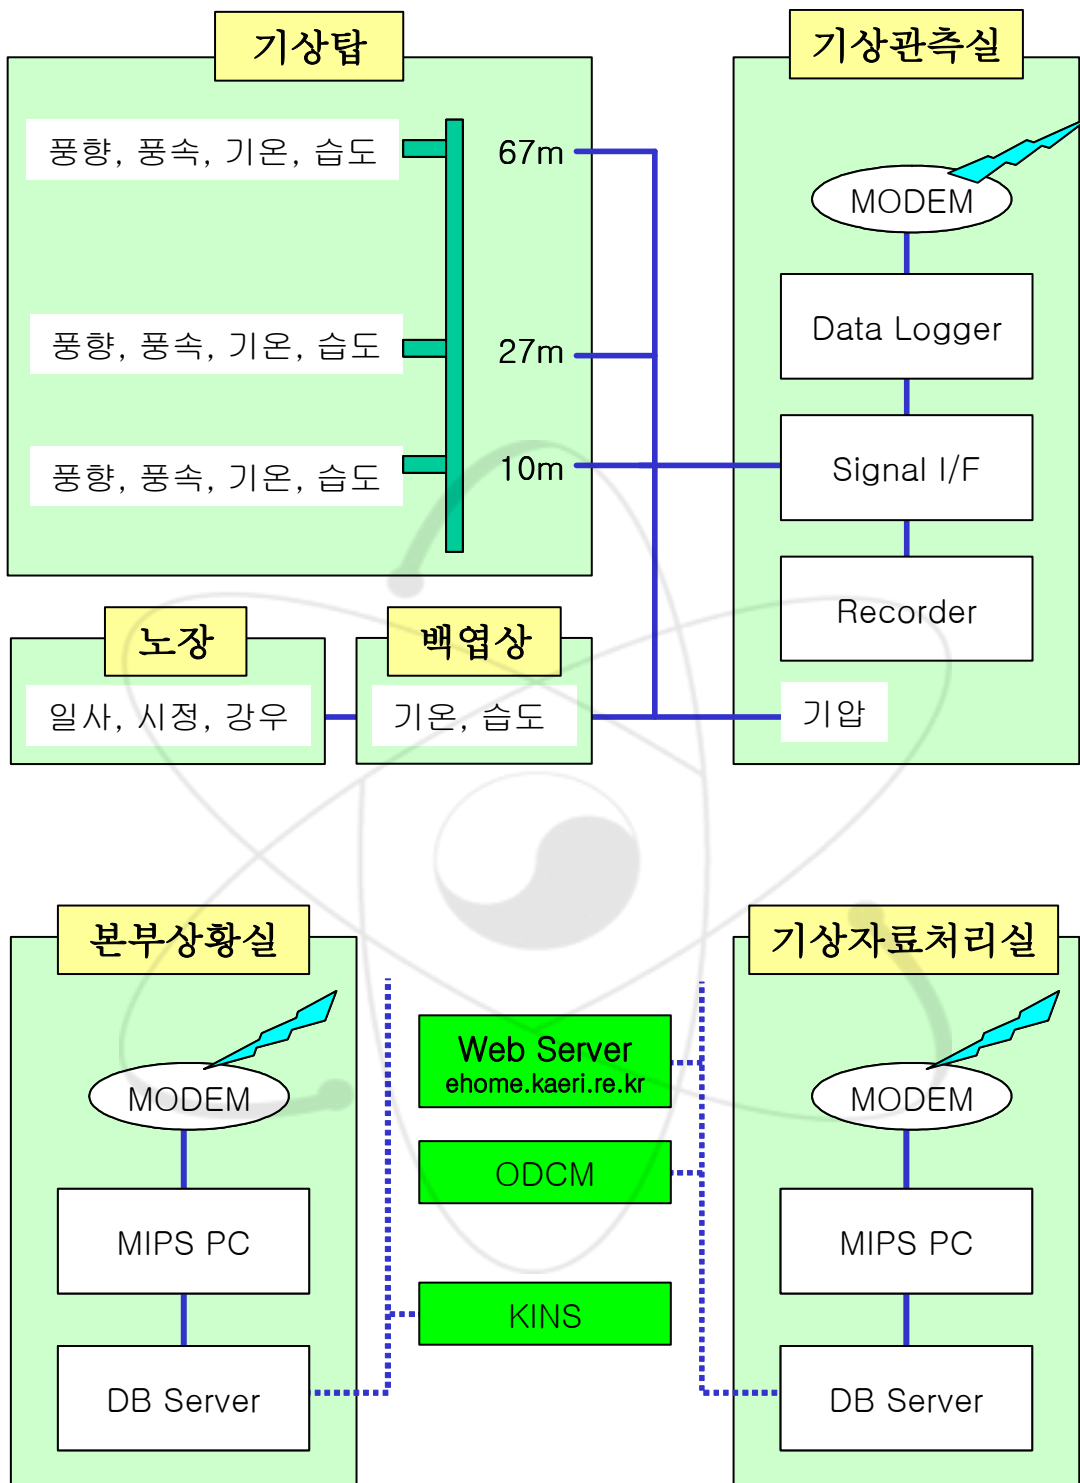 기상탑
풍향, 풍속, 기온, 습도
67m
풍향, 풍속, 기온, 습도
27m
풍향, 풍속, 기온, 습도
10m
기상관측실
MODEM
Data Logger
Signal I/F
Recorder
기압
노장
일사, 시정, 강우
백엽상
기온, 습도
본부상황실
MODEM
MIPS PC
DB Server
Web Server
ehome.kaeri.re.kr
ODCM
KINS
기상자료처리실
MODEM
MIPS PC
DB Server